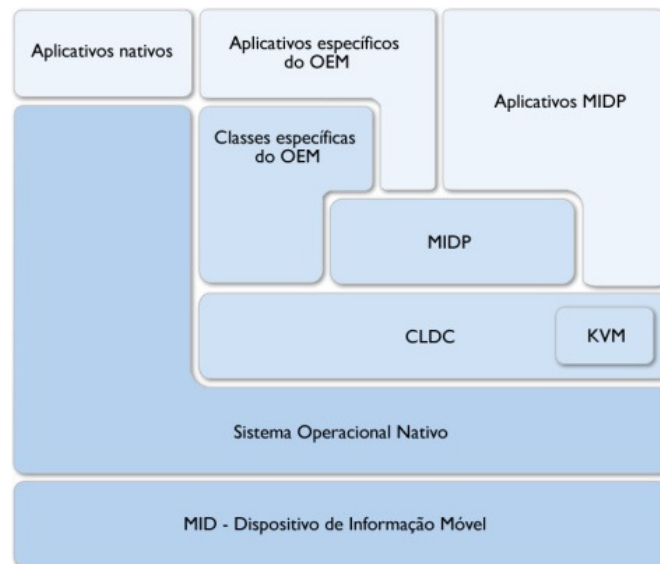 Aplicativos nativos
Aplicativos específicos
do OEM
Aplicativos MIDP
Classes específicas
do OEM
MIDP
CLDC
KVM
Sistema Operacional Nativo
MID - Dispositivo de Informação Móvel